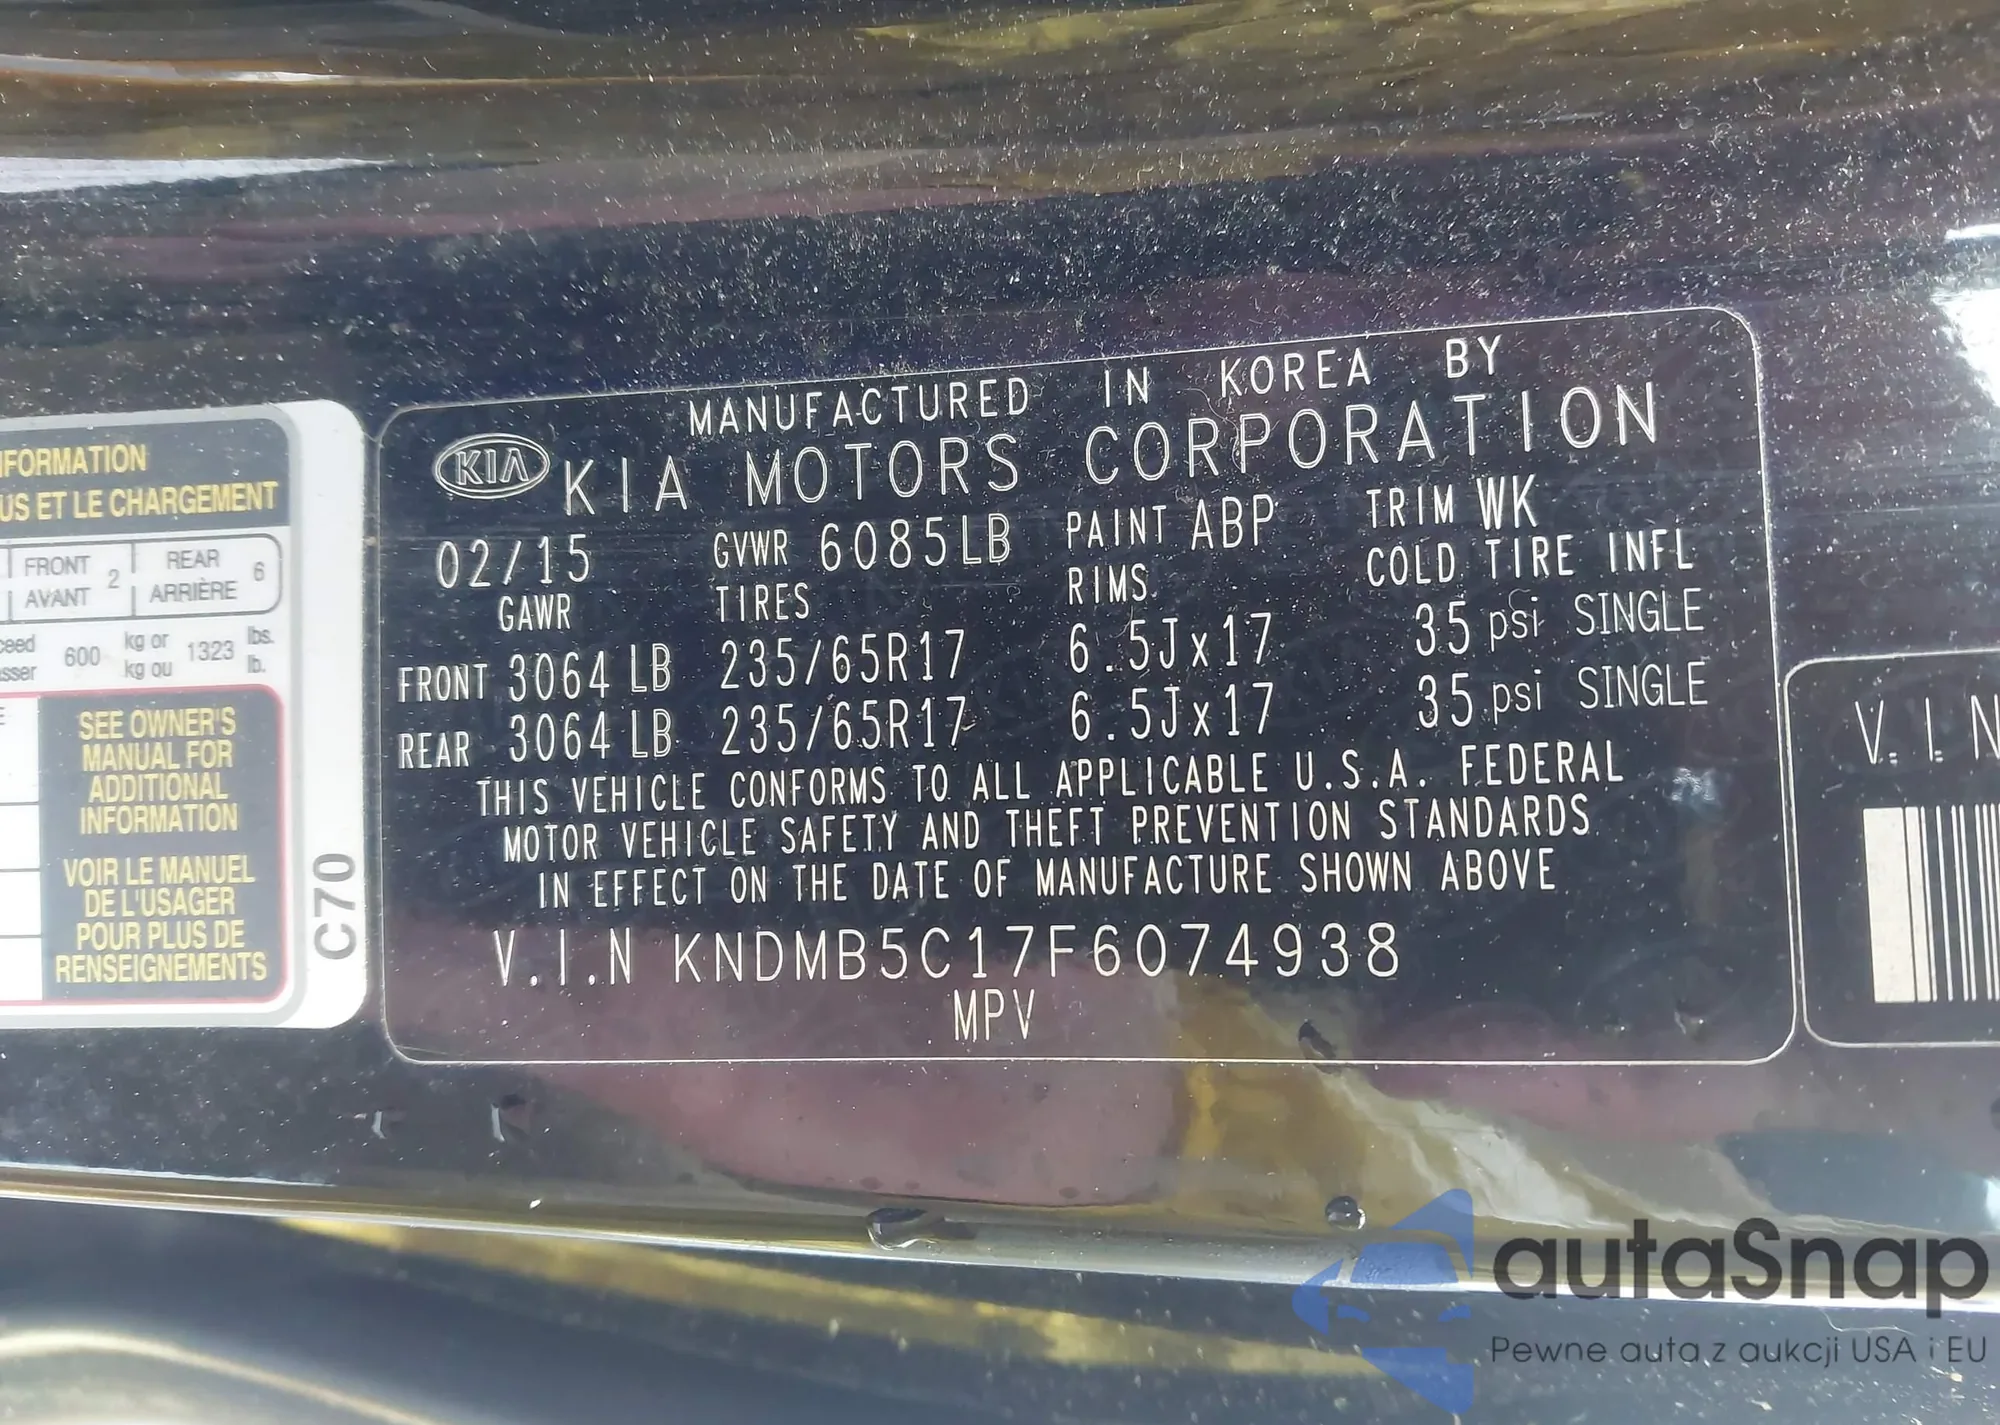 NFORMATION
US ET LE CHARGEMENT
FRONT 2 REAR 6
AVANT ARRIÈRE
ceed 600 kg or 1323 lbs.
sser kg ou lb.
E
SEE OWNER'S
MANUAL FOR
ADDITIONAL
INFORMATION
VOIR LE MANUEL
DE L'USAGER
POUR PLUS DE
RENSEIGNEMENTS
C70
MANUFACTURED IN KOREA BY
KIA KIA MOTORS CORPORATION
02/15 GVWR 6085LB PAINT ABP TRIM WK
GAWR TIRES RIMS COLD TIRE INFL
FRONT 3064 LB 235/65R17 6.5Jx17 35 psi SINGLE
REAR 3064 LB 235/65R17 6.5Jx17 35 psi SINGLE
THIS VEHICLE CONFORMS TO ALL APPLICABLE U.S.A. FEDERAL
MOTOR VEHICLE SAFETY AND THEFT PREVENTION STANDARDS
IN EFFECT ON THE DATE OF MANUFACTURE SHOWN ABOVE
V.I.N KNDMB5C17F6074938
MPV
V.I.N
autaSnap
Pewne auta z aukcji USA i EU